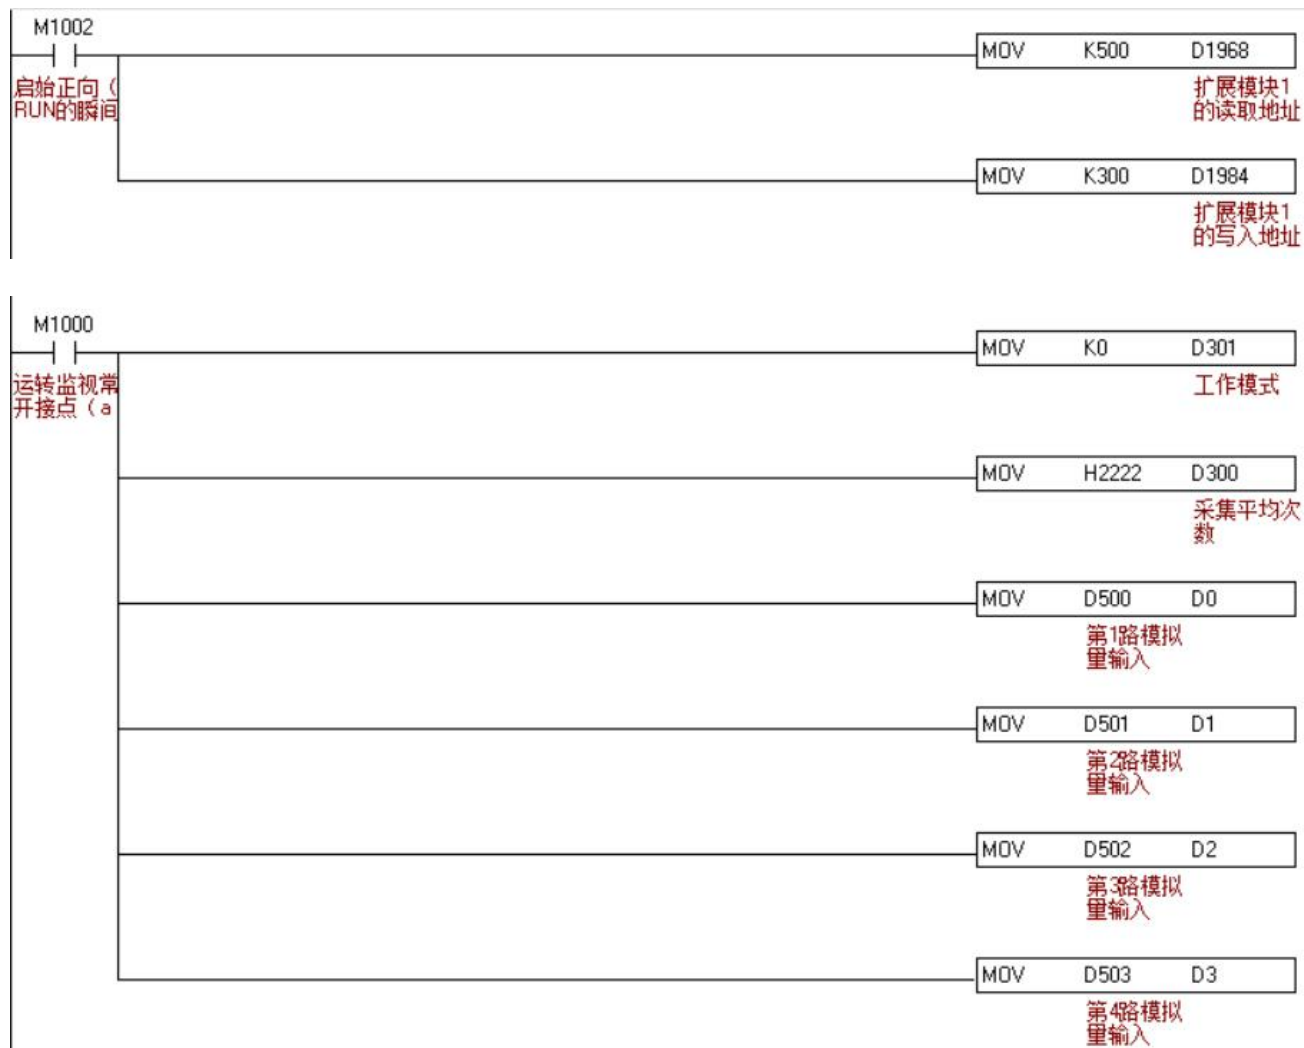 M1002
MOV K500 D1968
启始正向（
RUN的瞬间
扩展模块1
的读取地址
MOV K300 D1984
扩展模块1
的写入地址
M1000
MOV K0 D301
运转监视常
开接点（a
工作模式
MOV H2222 D300
采集平均次
数
MOV D500 D0
第1路模拟
量输入
MOV D501 D1
第2路模拟
量输入
MOV D502 D2
第3路模拟
量输入
MOV D503 D3
第4路模拟
量输入